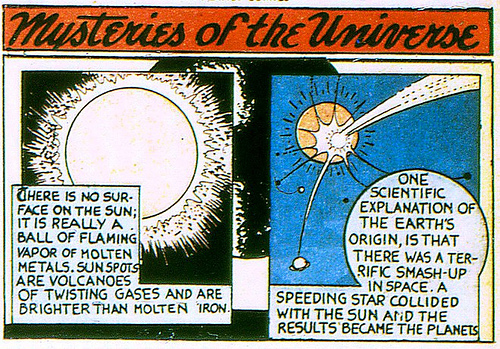 Mysteries of the Universe
THERE IS NO SUR-
FACE ON THE SUN;
IT IS REALLY A
BALL OF FLAMING
VAPOR OF MOLTEN
METALS. SUN SPOTS
ARE VOLCANOES
OF TWISTING GASES AND ARE
BRIGHTER THAN MOLTEN IRON.
ONE
SCIENTIFIC
EXPLANATION OF
THE EARTH'S
ORIGIN, IS THAT
THERE WAS A TER-
RIFIC SMASH-UP
IN SPACE. A
SPEEDING STAR COLLIDED
WITH THE SUN AND THE
RESULTS BECAME THE PLANETS